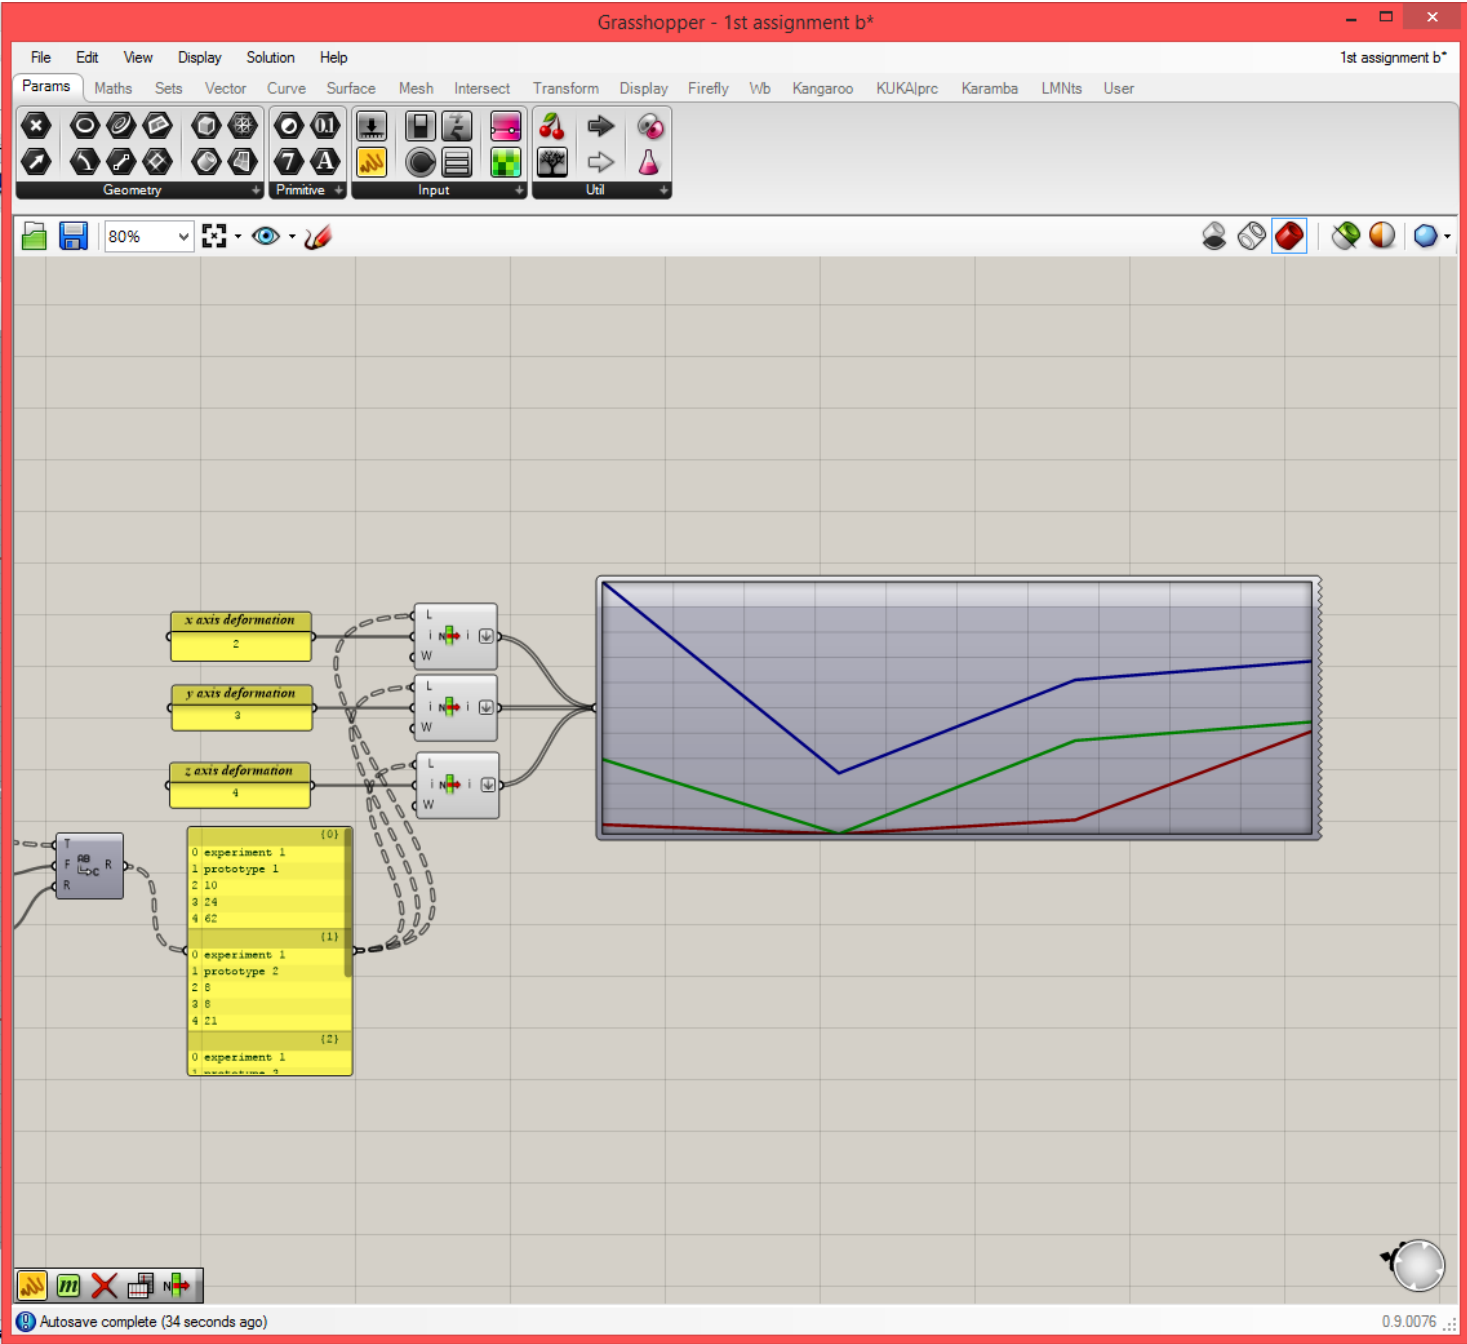 Grasshopper - 1st assignment b*
File Edit View Display Solution Help 1st assignment b*
Params Maths Sets Vector Curve Surface Mesh Intersect Transform Display Firefly Wb Kangaroo KUKA|prc Karamba LMNts User
Geometry Primitive Input Util
80%
x axis deformation
2
L
i N i
W
y axis deformation
3
L
i N i
W
z axis deformation
4
L
i N i
W
T
F AB C R
R
{0}
0 experiment 1
1 prototype 1
2 10
3 24
4 62
{1}
0 experiment 1
1 prototype 2
2 8
3 8
4 21
{2}
0 experiment 1
m N
Autosave complete (34 seconds ago) 0.9.0076